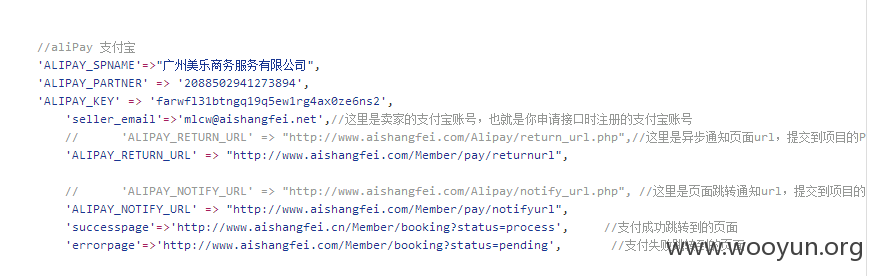 //aliPay 支付宝
'ALIPAY_SPNAME'=>"广州美乐商务服务有限公司",
'ALIPAY_PARTNER' => '2088502941273894',
'ALIPAY_KEY' => 'farwfl31btngq19q5ew1rg4ax0ze6ns2',
'seller_email'=>'mlcw@aishangfei.net',//这里是卖家的支付宝账号，也就是你申请接口时注册的支付宝账号
// 'ALIPAY_RETURN_URL' => "http://www.aishangfei.com/Alipay/return_url.php",//这里是异步通知页面url，提交到项目的P
'ALIPAY_RETURN_URL' => "http://www.aishangfei.com/Member/pay/returnurl",
// 'ALIPAY_NOTIFY_URL' => "http://www.aishangfei.com/Alipay/notify_url.php", //这里是页面跳转通知url，提交到项目的
'ALIPAY_NOTIFY_URL' => "http://www.aishangfei.com/Member/pay/notifyurl",
'successpage'=>'http://www.aishangfei.cn/Member/booking?status=process', //支付成功跳转到的页面
'errorpage'=>'http://www.aishangfei.com/Member/booking?status=pending', //支付失败跳转到的页面
www.wooyun.org